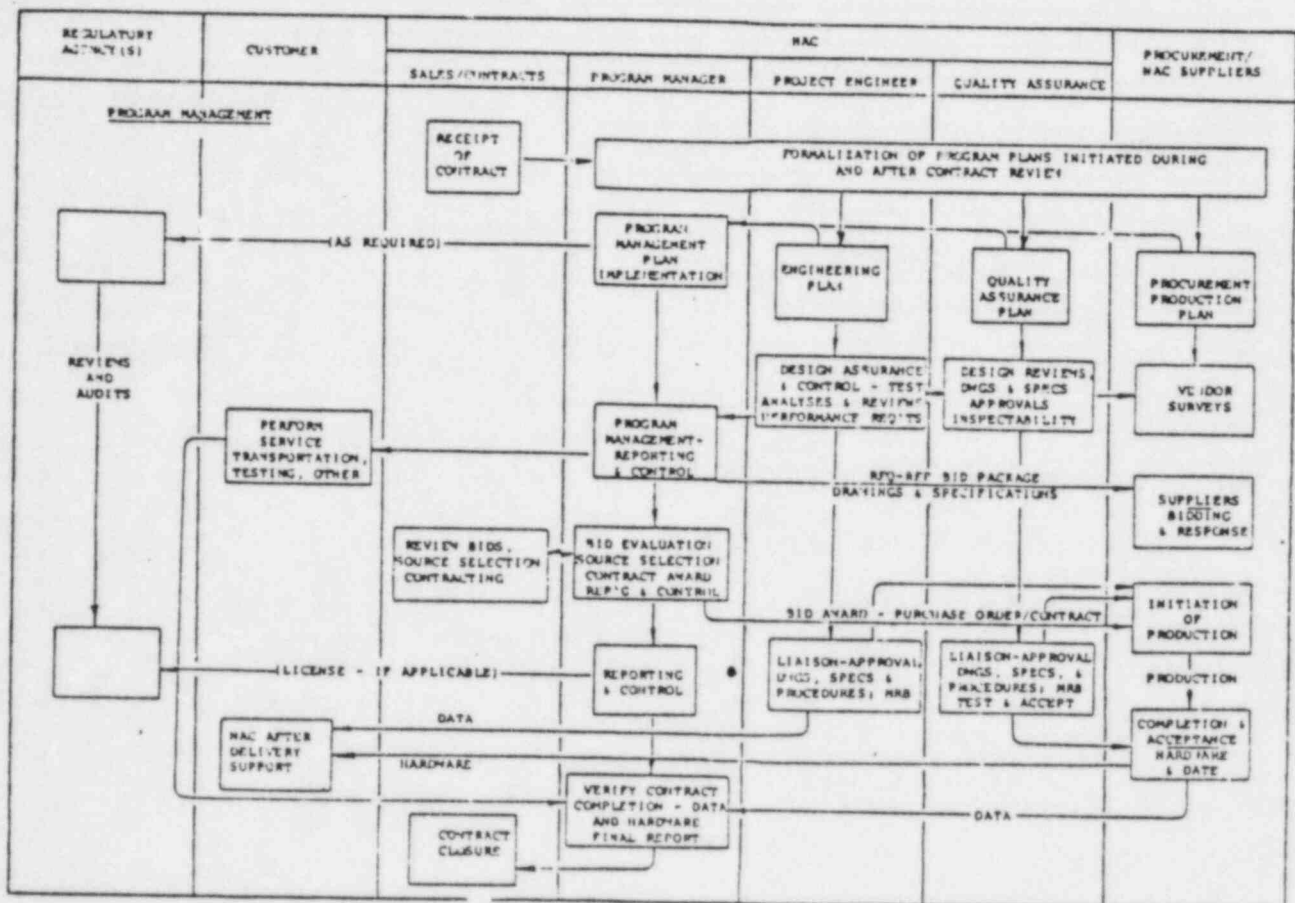 REGULATORY
AGENCY(S)
CUSTOMER
NAC
PROCUREMENT/
NAC SUPPLIERS
SALES/CONTRACTS
PROGRAM MANAGER
PROJECT ENGINEER
QUALITY ASSURANCE
PROGRAM MANAGEMENT
RECEIPT
OF
CONTRACT
FORMALIZATION OF PROGRAM PLANS INITIATED DURING
AND AFTER CONTRACT REVIEW
(AS REQUIRED)
PROGRAM
MANAGEMENT
PLAN
IMPLEMENTATION
ENGINEERING
PLAN
QUALITY
ASSURANCE
PLAN
PROCUREMENT
PRODUCTION
PLAN
REVIEWS
AND
AUDITS
DESIGN ASSURANCE
& CONTROL - TEST
ANALYSES & REVIEWS
PERFORMANCE REQTS
DESIGN REVIEWS,
DWGS & SPECS
APPROVALS
INSPECTABILITY
VENDOR
SURVEYS
PERFORM
SERVICE
TRANSPORTATION,
TESTING, OTHER
PROGRAM
MANAGEMENT-
REPORTING
& CONTROL
RFQ-RFP BID PACKAGE
DRAWINGS & SPECIFICATIONS
SUPPLIERS
BIDDING
& RESPONSE
REVIEW BIDS,
SOURCE SELECTION
CONTRACTING
BID EVALUATION
SOURCE SELECTION
CONTRACT AWARD
REP'G & CONTROL
BID AWARD - PURCHASE ORDER/CONTRACT
INITIATION
OF
PRODUCTION
(LICENSE - IF APPLICABLE)
REPORTING
& CONTROL
LIAISON-APPROVAL
DWGS, SPECS &
PROCEDURES; MRB
LIAISON-APPROVAL
DWGS, SPECS, &
PROCEDURES; MRB
TEST & ACCEPT
PRODUCTION
DATA
NAC AFTER
DELIVERY
SUPPORT
HARDWARE
COMPLETION &
ACCEPTANCE
HARDWARE
& DATE
VERIFY CONTRACT
COMPLETION - DATA
AND HARDWARE
FINAL REPORT
DATA
CONTRACT
CLOSURE